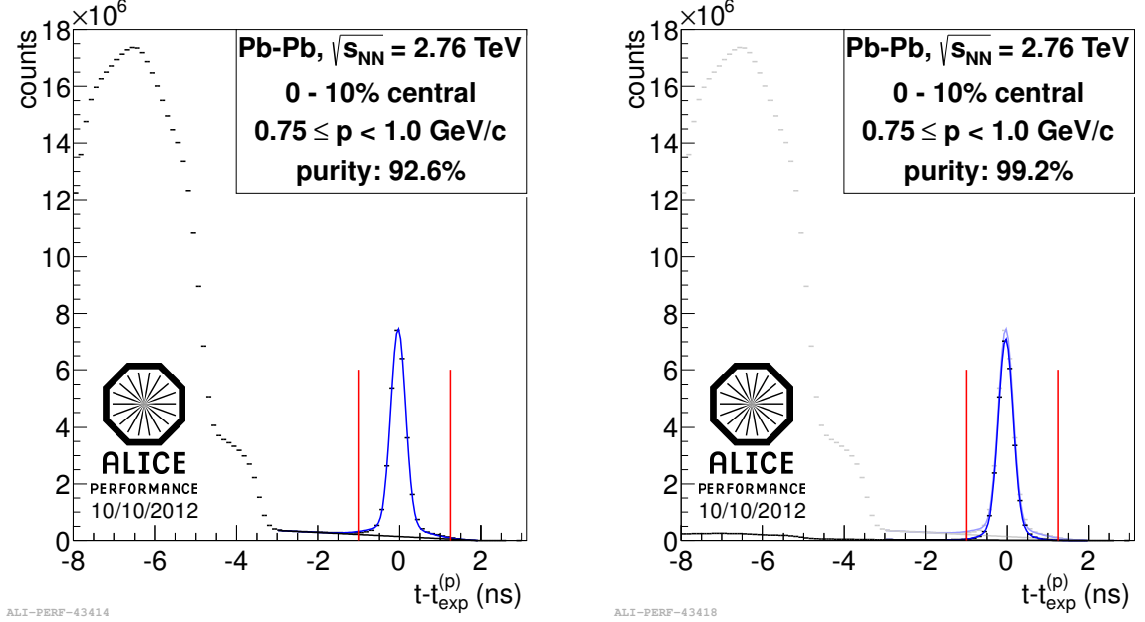 ×10⁶
counts
18
16
14
12
10
8
6
4
2
0
Pb-Pb, √s_NN = 2.76 TeV
0 - 10% central
0.75 ≤ p < 1.0 GeV/c
purity: 92.6%
ALICE
PERFORMANCE
10/10/2012
-8 -6 -4 -2 0 2
t-t_exp^(p) (ns)
ALI-PERF-43414
×10⁶
counts
18
16
14
12
10
8
6
4
2
0
Pb-Pb, √s_NN = 2.76 TeV
0 - 10% central
0.75 ≤ p < 1.0 GeV/c
purity: 99.2%
ALICE
PERFORMANCE
10/10/2012
-8 -6 -4 -2 0 2
t-t_exp^(p) (ns)
ALI-PERF-43418